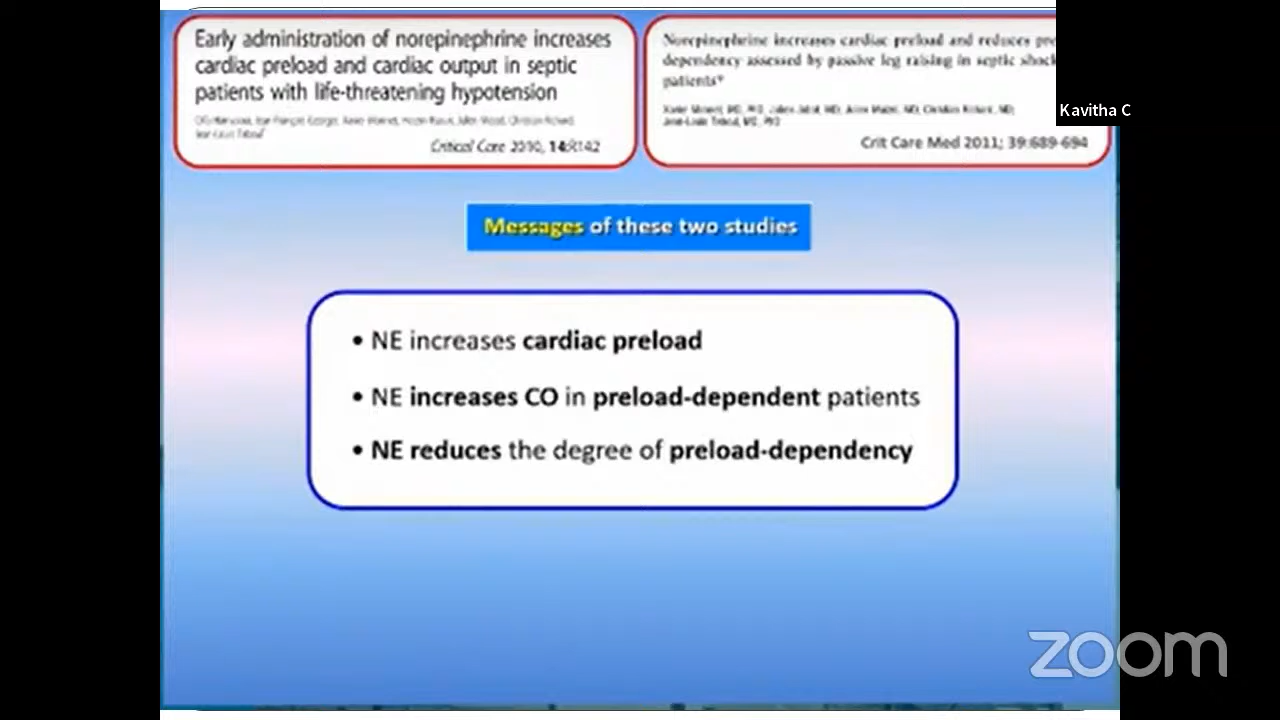 Early administration of norepinephrine increases
cardiac preload and cardiac output in septic
patients with life-threatening hypotension
Critical Care 2010, 14:R142
Norepinephrine increases cardiac preload and reduces
dependency assessed by passive leg raising in septic shock
patients*
Crit Care Med 2011; 39:689-694
Kavitha C
Messages of these two studies
• NE increases cardiac preload
• NE increases CO in preload-dependent patients
• NE reduces the degree of preload-dependency
zoom